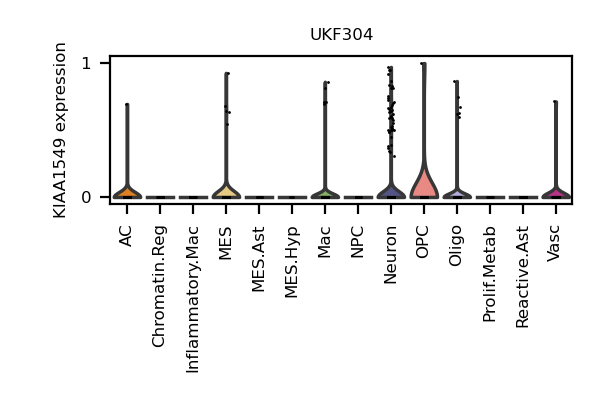 UKF304
KIAA1549 expression
1
0
AC
Chromatin.Reg
Inflammatory.Mac
MES
MES.Ast
MES.Hyp
Mac
NPC
Neuron
OPC
Oligo
Prolif.Metab
Reactive.Ast
Vasc